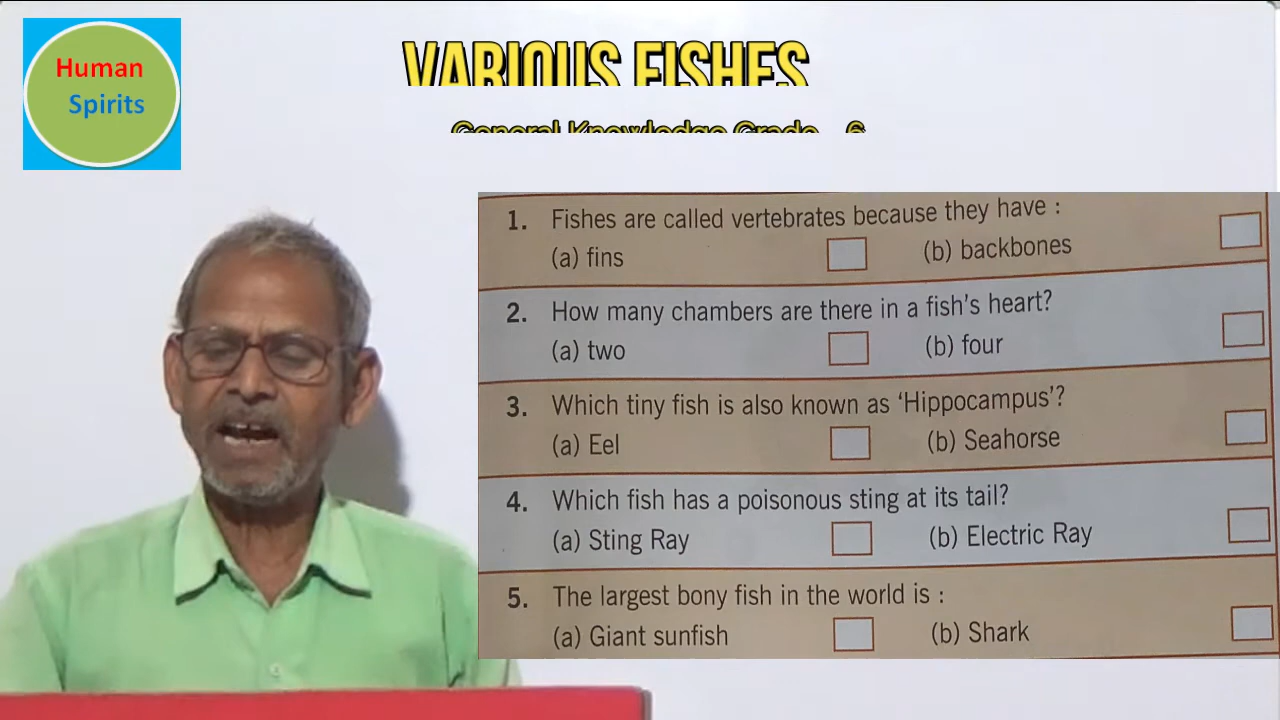 Human
Spirits
VARIOUS FISHES
General Knowledge Grade - 6
1. Fishes are called vertebrates because they have :
(a) fins (b) backbones
2. How many chambers are there in a fish's heart?
(a) two (b) four
3. Which tiny fish is also known as ‘Hippocampus’?
(a) Eel (b) Seahorse
4. Which fish has a poisonous sting at its tail?
(a) Sting Ray (b) Electric Ray
5. The largest bony fish in the world is :
(a) Giant sunfish (b) Shark